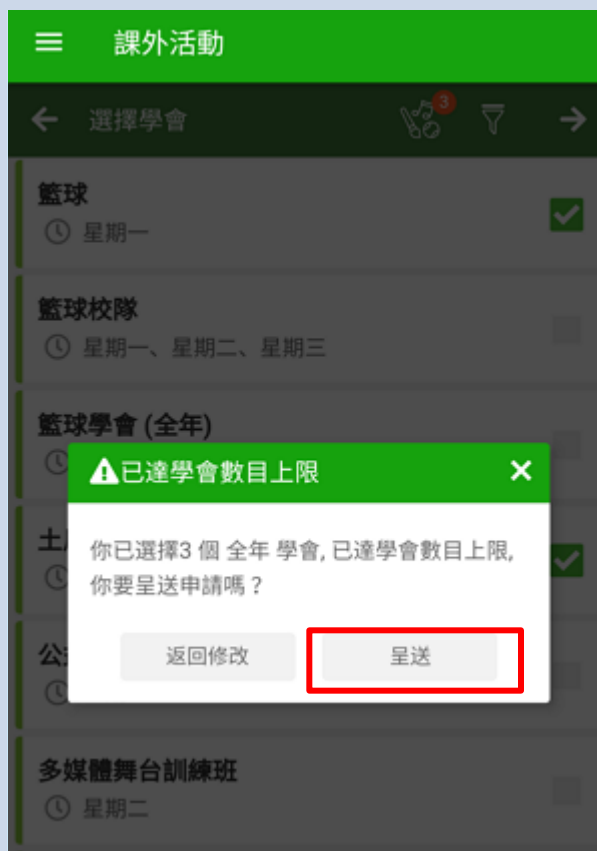 課外活動
選擇學會
3
籃球
星期一
籃球校隊
星期一、星期二、星期三
籃球學會 (全年)
已達學會數目上限
土
你已選擇3 個 全年 學會, 已達學會數目上限,
你要呈送申請嗎？
公
返回修改
呈送
多媒體舞台訓練班
星期二